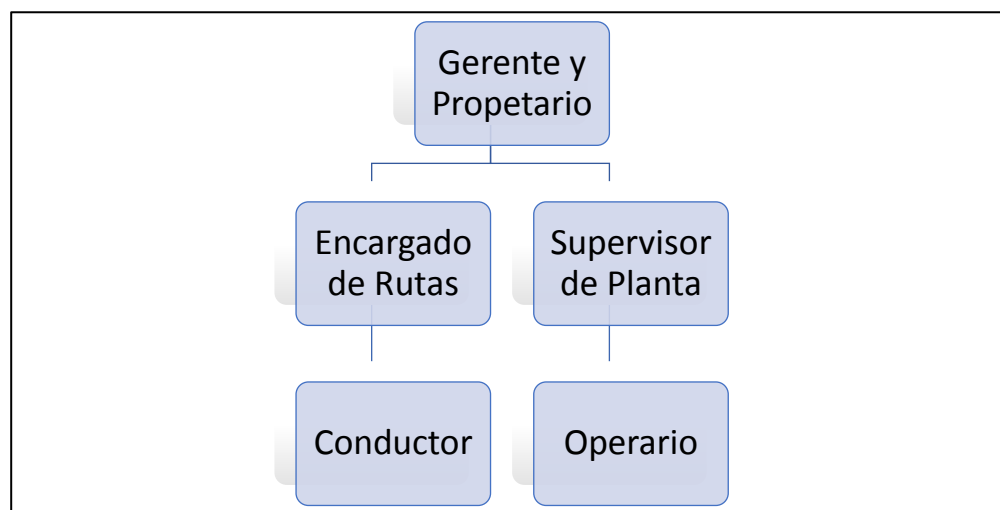 Gerente y
Propetario
Encargado
de Rutas
Supervisor
de Planta
Conductor
Operario